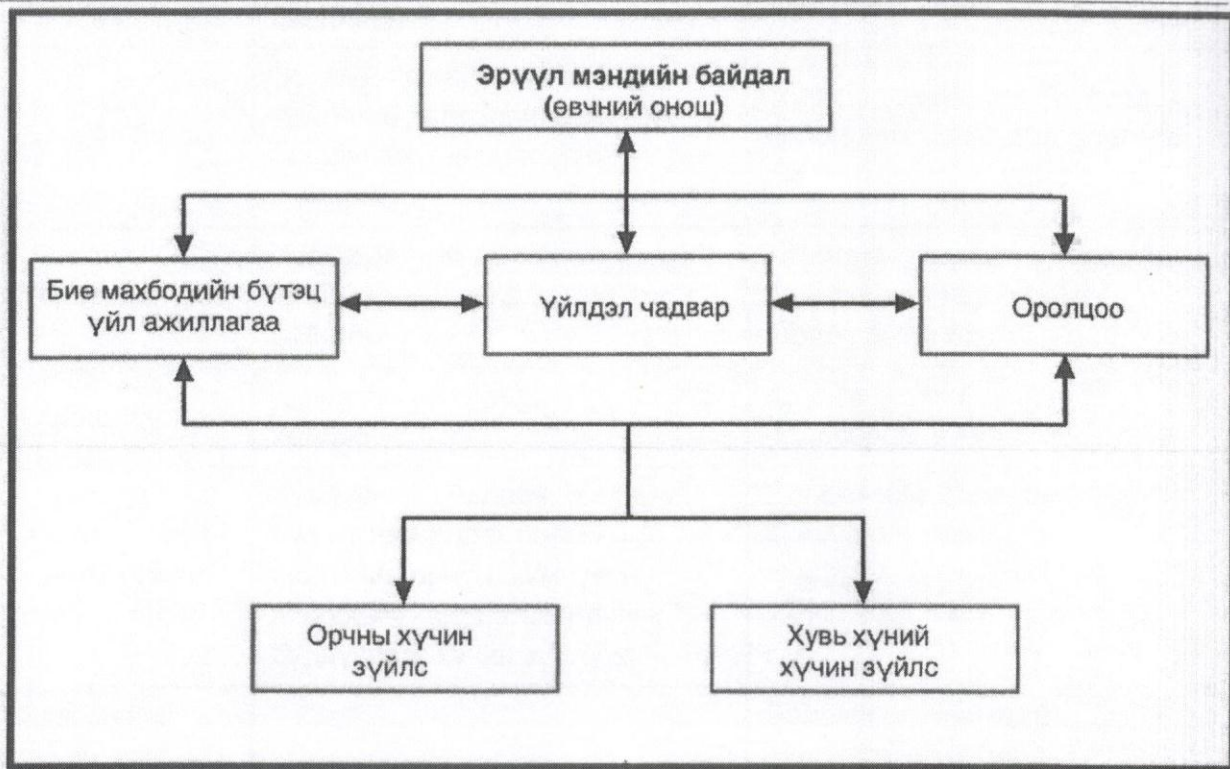 Эрүүл мэндийн байдал
(өвчний онош)
Бие махбодийн бүтэц
үйл ажиллагаа
Үйлдэл чадвар
Оролцоо
Орчны хүчин
зүйлс
Хувь хүний
хүчин зүйлс